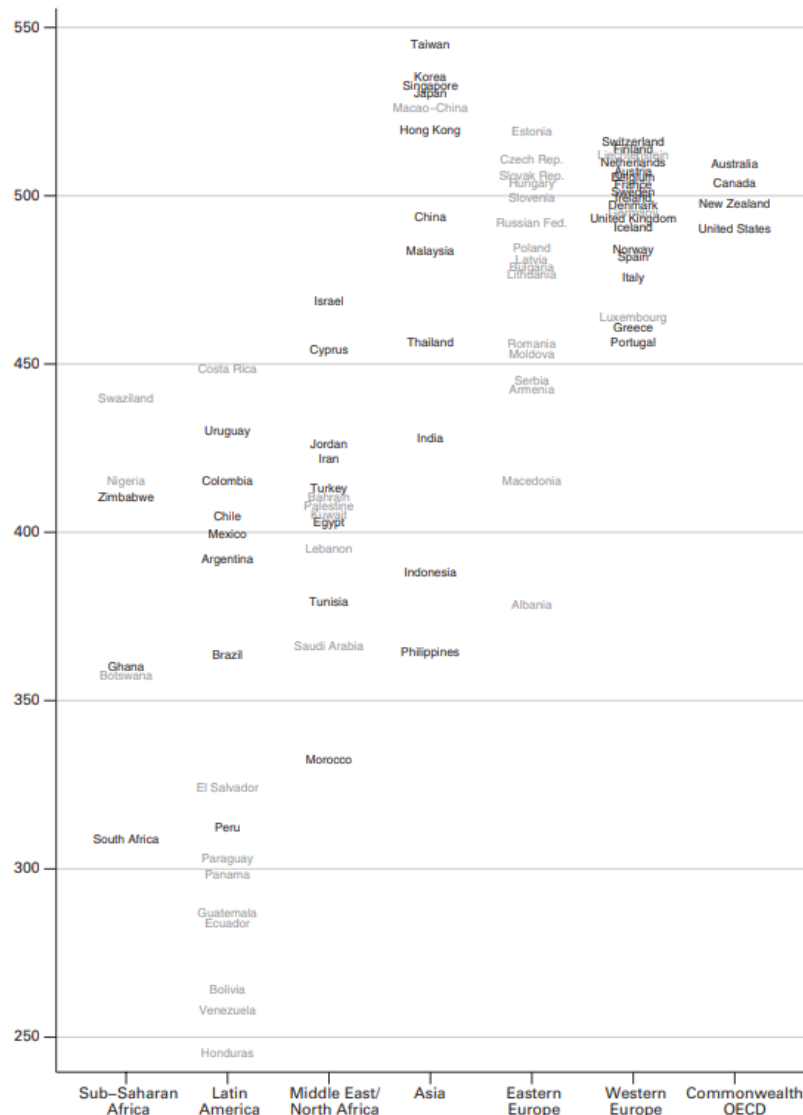 550
Taiwan
Korea
Singapore
Japan
Macao–China
Hong Kong
Estonia
Switzerland
Finland
Liechtenstein
Czech Rep.
Netherlands
Australia
Austria
Slovak Rep.
Belgium
Hungary
France
Canada
Sweden
500
Slovenia
Ireland
Denmark
New Zealand
Germany
China
United Kingdom
Russian Fed.
Iceland
United States
Malaysia
Poland
Norway
Latvia
Spain
Bulgaria
Lithuania
Italy
Israel
Luxembourg
Greece
Thailand
Romania
Portugal
Cyprus
Moldova
450
Costa Rica
Serbia
Armenia
Swaziland
Uruguay
India
Jordan
Iran
Nigeria
Colombia
Macedonia
Turkey
Zimbabwe
Bahrain
Palestine
Chile
Kuwait
Egypt
400
Mexico
Lebanon
Argentina
Indonesia
Tunisia
Albania
Saudi Arabia
Brazil
Philippines
Ghana
Botswana
350
Morocco
El Salvador
Peru
South Africa
Paraguay
300
Panama
Guatemala
Ecuador
Bolivia
Venezuela
250
Honduras
Sub–Saharan Latin Middle East/ Asia Eastern Western Commonwealth
Africa America North Africa Europe Europe OECD